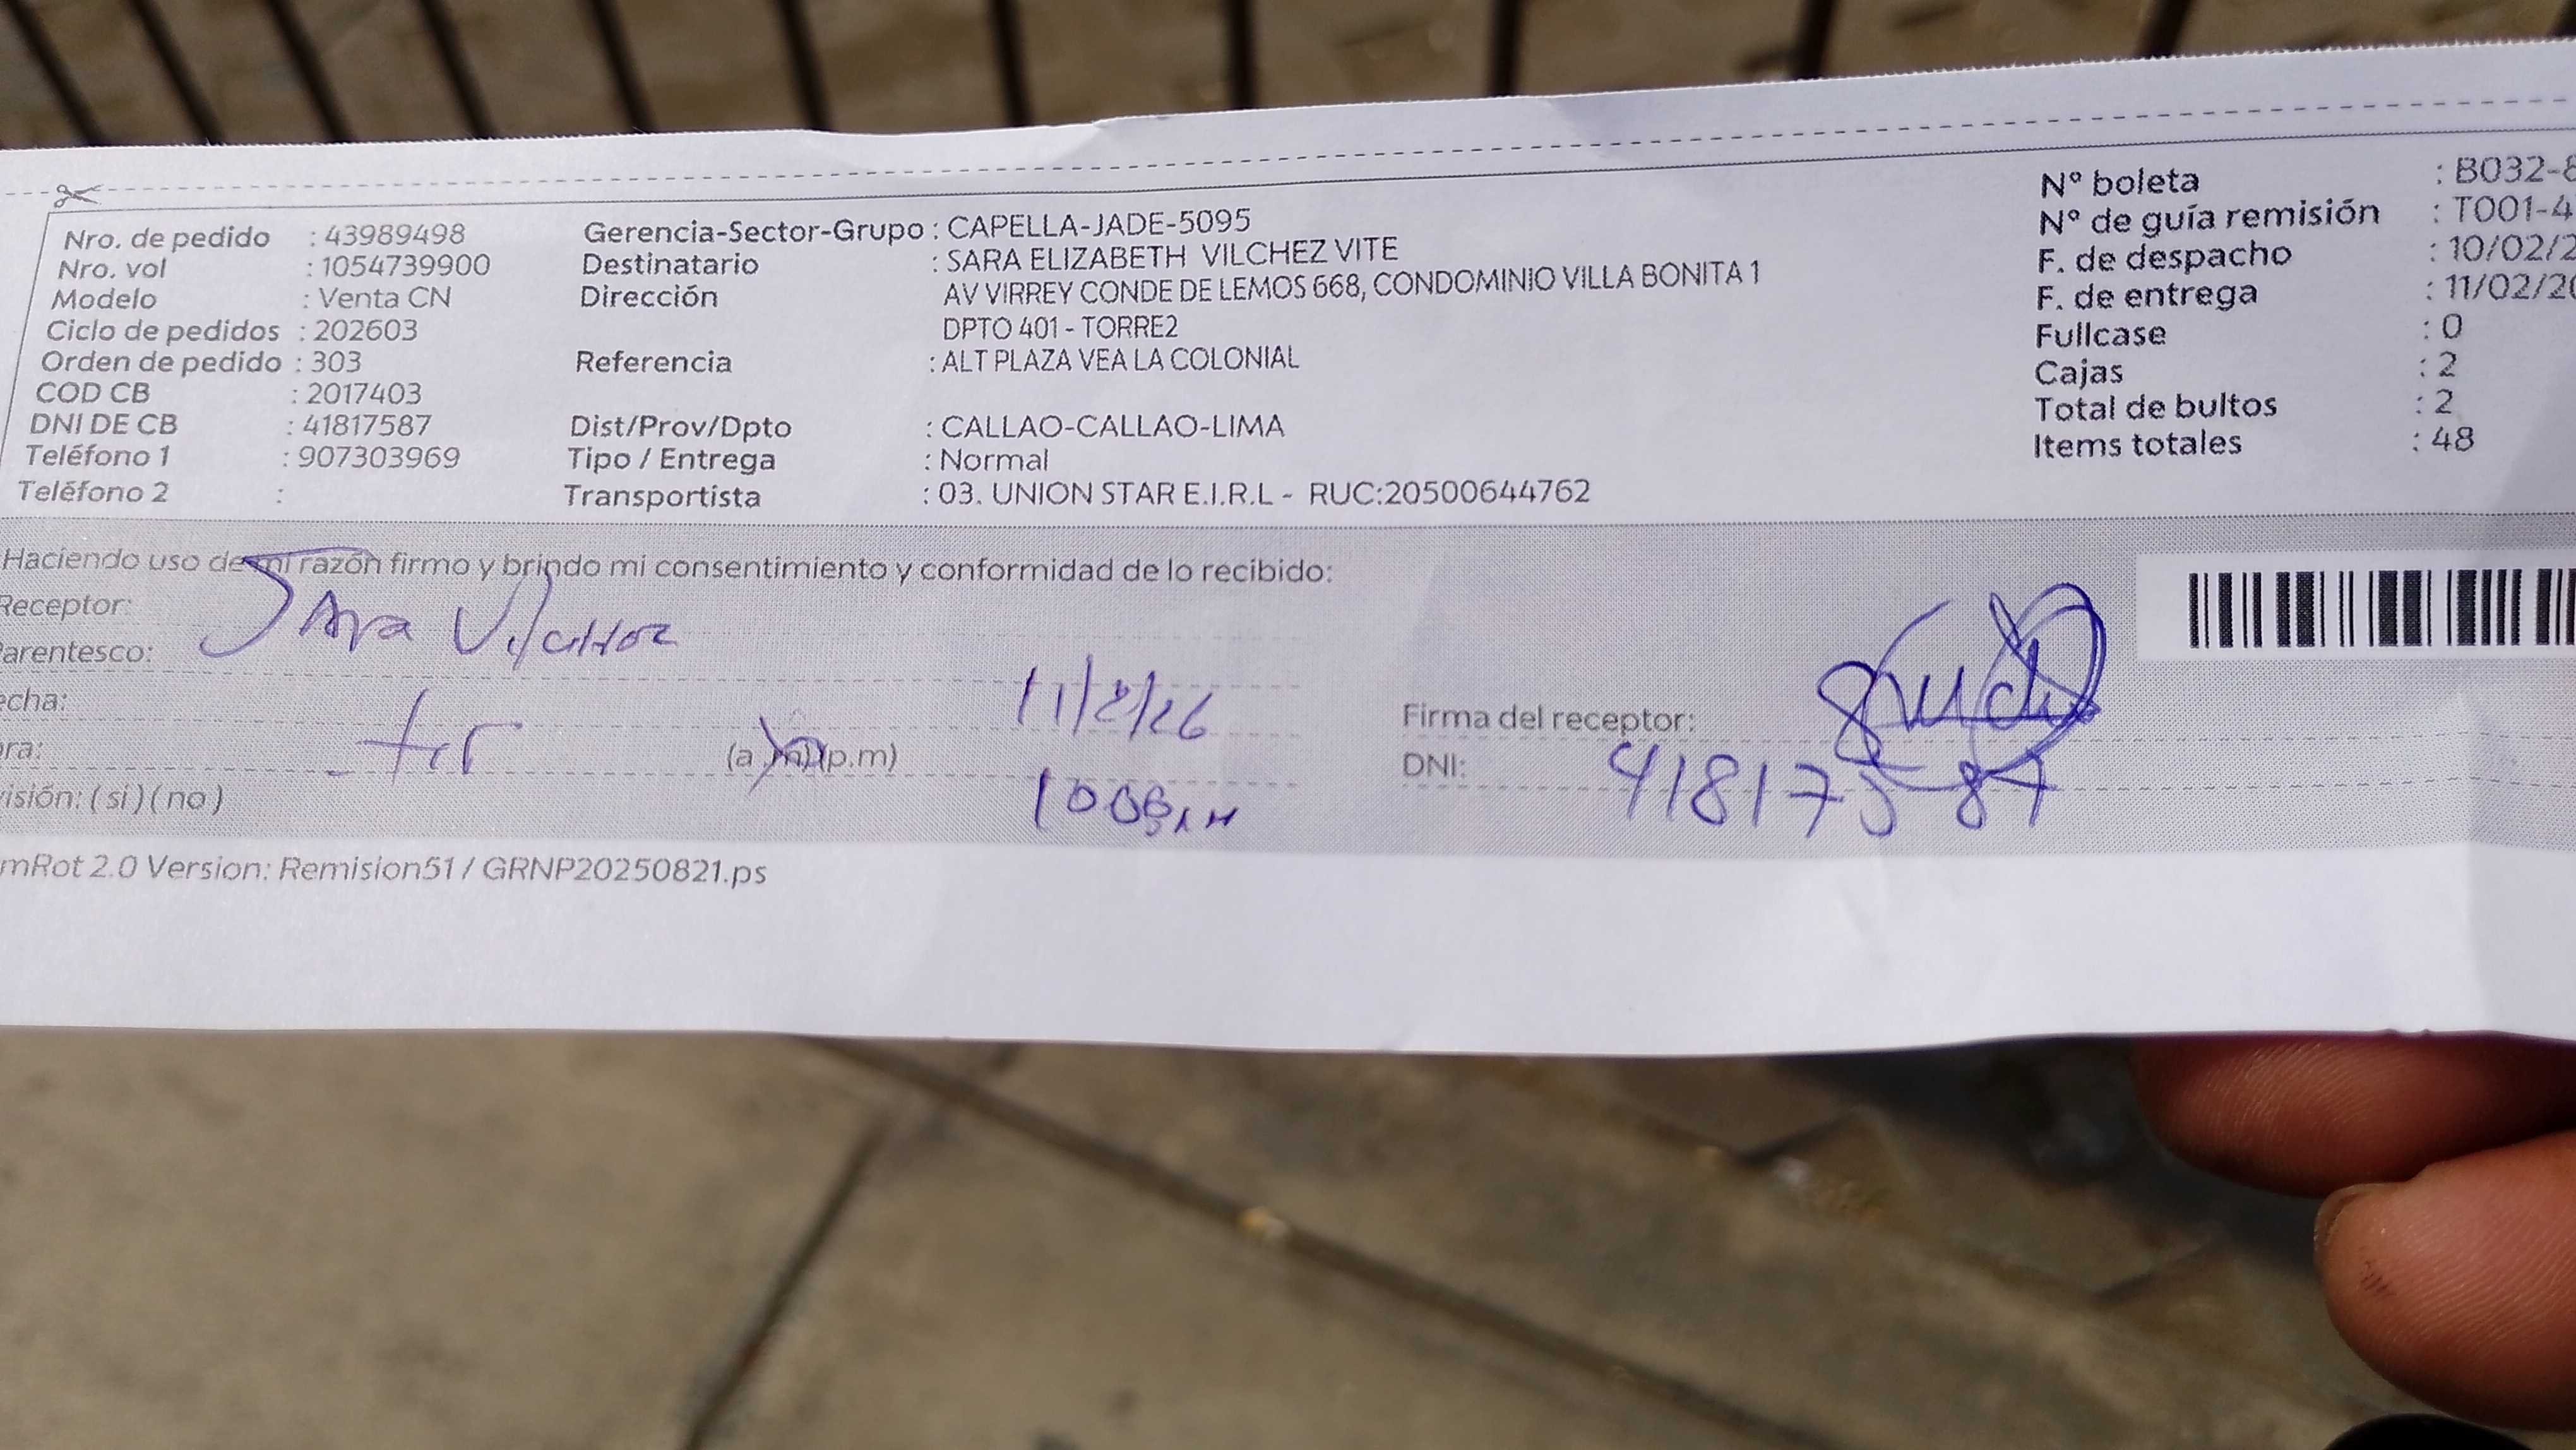 Nro. de pedido : 43989498
Nro. vol : 1054739900
Modelo : Venta CN
Ciclo de pedidos : 202603
Orden de pedido : 303
COD CB : 2017403
DNI DE CB : 41817587
Teléfono 1 : 907303969
Teléfono 2 :
Gerencia-Sector-Grupo : CAPELLA-JADE-5095
Destinatario : SARA ELIZABETH VILCHEZ VITE
Dirección AV VIRREY CONDE DE LEMOS 668, CONDOMINIO VILLA BONITA 1
DPTO 401 - TORRE2
Referencia : ALT PLAZA VEA LA COLONIAL
Dist/Prov/Dpto : CALLAO-CALLAO-LIMA
Tipo / Entrega : Normal
Transportista : 03. UNION STAR E.I.R.L - RUC:20500644762
Nº boleta : B032-8
Nº de guía remisión : T001-4
F. de despacho : 10/02/2
F. de entrega : 11/02/20
Fullcase : 0
Cajas : 2
Total de bultos : 2
Items totales : 48
Haciendo uso de mi razón firmo y brindo mi consentimiento y conformidad de lo recibido:
Receptor: Sara Vilchez
Parentesco:
echa: 11/2/26
ora: (a.m)(p.m)
visión: ( si ) ( no )
Firma del receptor:
DNI: 41817587
mRot 2.0 Version: Remision51 / GRNP20250821.ps